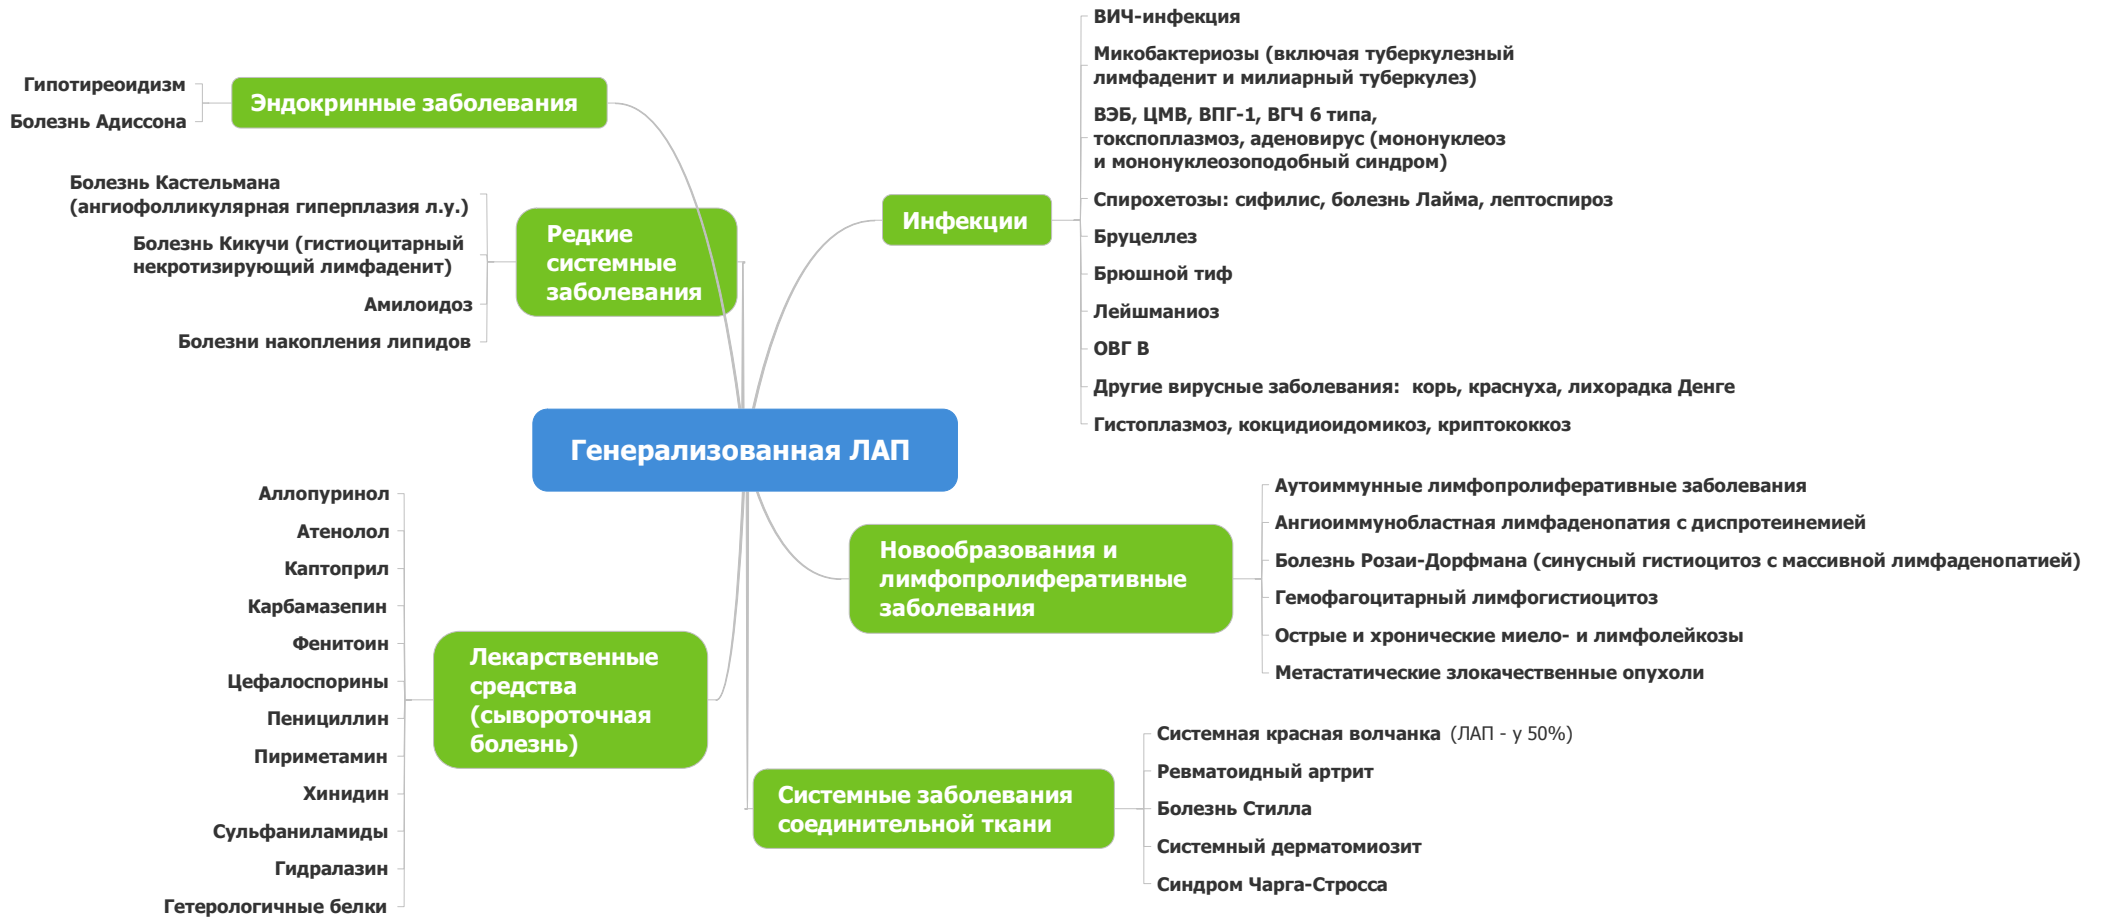 Генерализованная ЛАП
Инфекции
ВИЧ-инфекция
Микобактериозы (включая туберкулезный
лимфаденит и милиарный туберкулез)
ВЭБ, ЦМВ, ВПГ-1, ВГЧ 6 типа,
токспоплазмоз, аденовирус (мононуклеоз
и мононуклеозоподобный синдром)
Спирохетозы: сифилис, болезнь Лайма, лептоспироз
Бруцеллез
Брюшной тиф
Лейшманиоз
ОВГ В
Другие вирусные заболевания:  корь, краснуха, лихорадка Денге
Гистоплазмоз, кокцидиоидомикоз, криптококкоз
Новообразования и
лимфопролиферативные
заболевания
Аутоиммунные лимфопролиферативные заболевания
Ангиоиммунобластная лимфаденопатия с диспротеинемией
Болезнь Розаи-Дорфмана (синусный гистиоцитоз с массивной лимфаденопатией)
Гемофагоцитарный лимфогистиоцитоз
Острые и хронические миело- и лимфолейкозы
Метастатические злокачественные опухоли
Системные заболевания
соединительной ткани
Системная красная волчанка (ЛАП - у 50%)
Ревматоидный артрит
Болезнь Стилла
Системный дерматомиозит
Синдром Чарга-Стросса
Эндокринные заболевания
Гипотиреоидизм
Болезнь Адиссона
Редкие
системные
заболевания
Болезнь Кастельмана
(ангиофолликулярная гиперплазия л.у.)
Болезнь Кикучи (гистиоцитарный
некротизирующий лимфаденит)
Амилоидоз
Болезни накопления липидов
Лекарственные
средства
(сывороточная
болезнь)
Аллопуринол
Атенолол
Каптоприл
Карбамазепин
Фенитоин
Цефалоспорины
Пенициллин
Пириметамин
Хинидин
Сульфаниламиды
Гидралазин
Гетерологичные белки